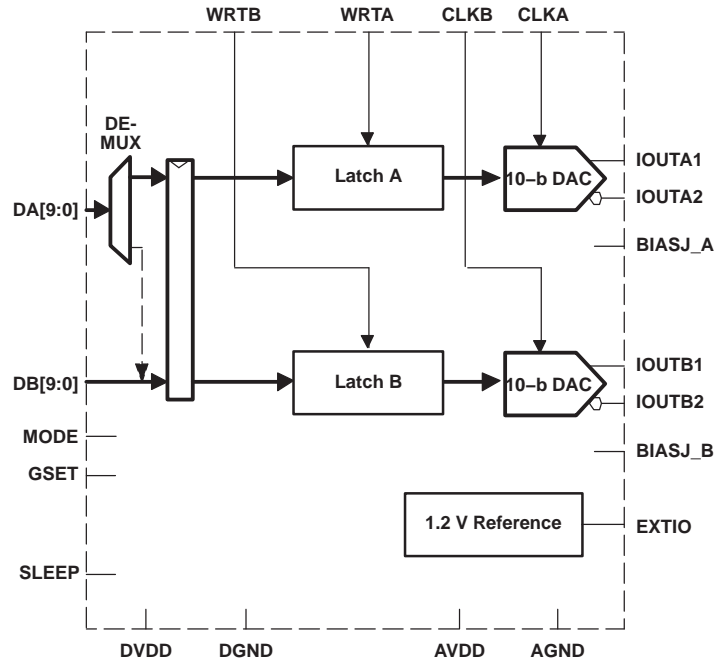 WRTB
WRTA
CLKB
CLKA
DE-
MUX
DA[9:0]
Latch A
10–b DAC
IOUTA1
IOUTA2
BIASJ_A
DB[9:0]
Latch B
10–b DAC
IOUTB1
IOUTB2
BIASJ_B
MODE
GSET
1.2 V Reference
EXTIO
SLEEP
DVDD
DGND
AVDD
AGND